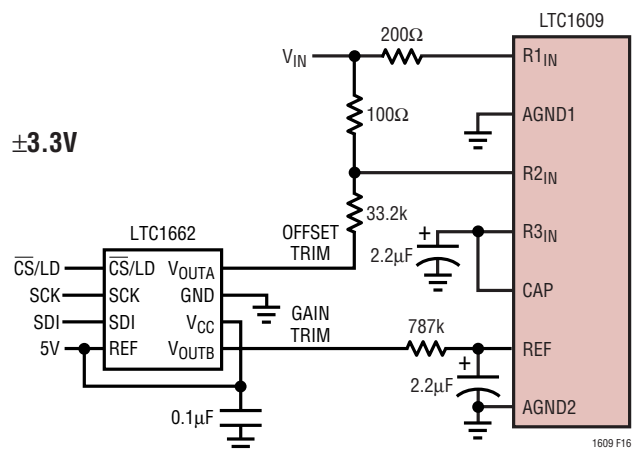 LTC1609
200Ω
V_IN
R1_IN
100Ω
AGND1
±3.3V
R2_IN
33.2k
LTC1662
OFFSET
TRIM
R3_IN
+
2.2µF
C̅S̅/LD
C̅S̅/LD
V_OUTA
SCK
SCK
GND
CAP
SDI
SDI
V_CC
GAIN
TRIM
787k
5V
REF
V_OUTB
REF
+
2.2µF
0.1µF
AGND2
1609 F16